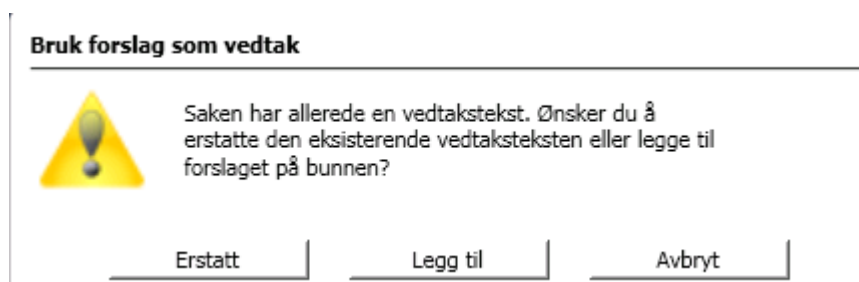 Bruk forslag som vedtak
Saken har allerede en vedtakstekst. Ønsker du å
erstatte den eksisterende vedtaksteksten eller legge til
forslaget på bunnen?
Erstatt Legg til Avbryt